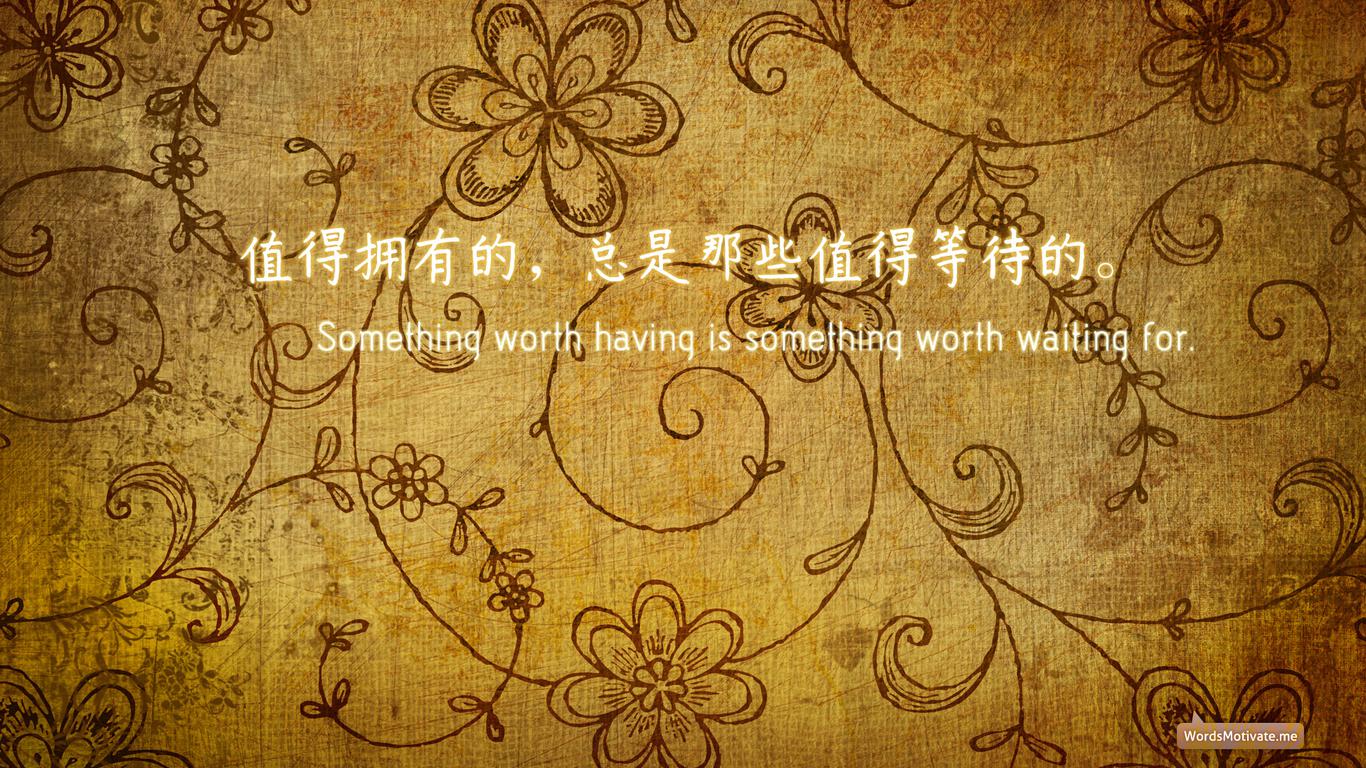 值得拥有的，总是那些值得等待的。
Something worth having is something worth waiting for.
WordsMotivate.me